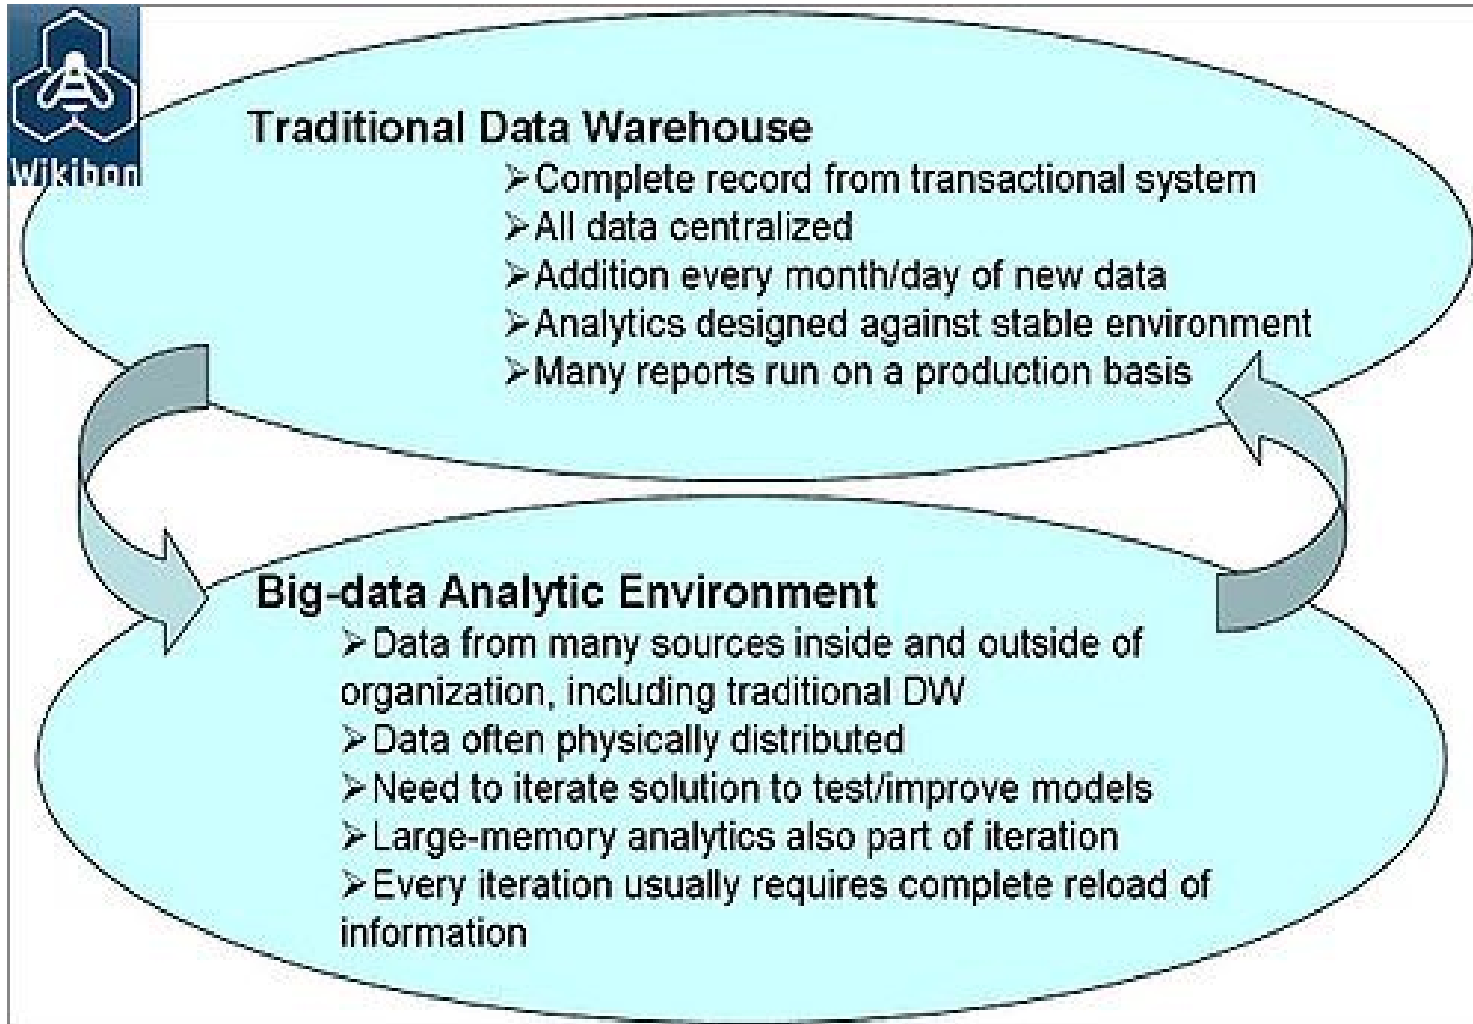 Wikibon
Traditional Data Warehouse
➢Complete record from transactional system
➢All data centralized
➢Addition every month/day of new data
➢Analytics designed against stable environment
➢Many reports run on a production basis
Big-data Analytic Environment
➢Data from many sources inside and outside of
organization, including traditional DW
➢Data often physically distributed
➢Need to iterate solution to test/improve models
➢Large-memory analytics also part of iteration
➢Every iteration usually requires complete reload of
information